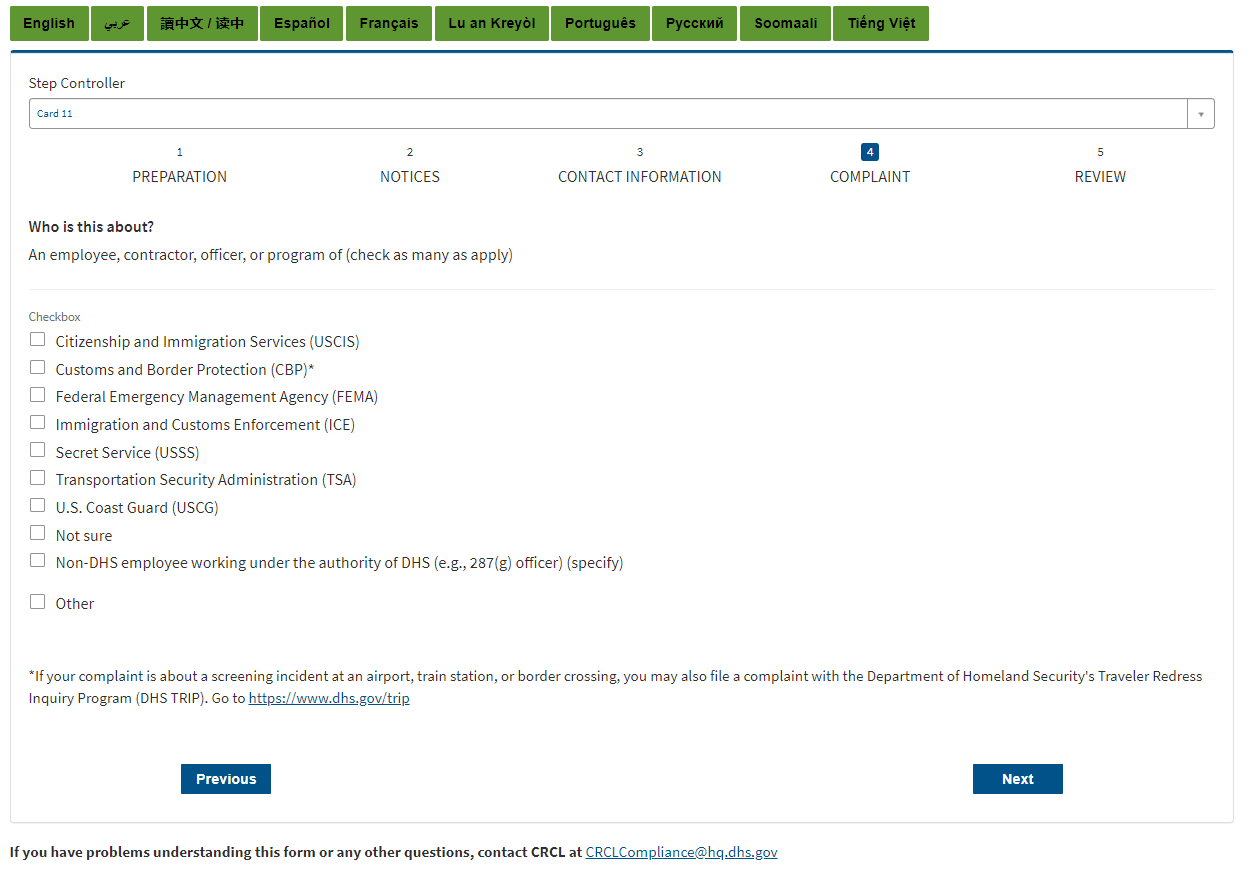 English
عربي
讀中文 / 读中
Español
Français
Lu an Kreyòl
Português
Русский
Soomaali
Tiếng Việt
Step Controller
Card 11
1
2
3
4
5
PREPARATION
NOTICES
CONTACT INFORMATION
COMPLAINT
REVIEW
Who is this about?
An employee, contractor, officer, or program of (check as many as apply)
Checkbox
Citizenship and Immigration Services (USCIS)
Customs and Border Protection (CBP)*
Federal Emergency Management Agency (FEMA)
Immigration and Customs Enforcement (ICE)
Secret Service (USSS)
Transportation Security Administration (TSA)
U.S. Coast Guard (USCG)
Not sure
Non-DHS employee working under the authority of DHS (e.g., 287(g) officer) (specify)
Other
*If your complaint is about a screening incident at an airport, train station, or border crossing, you may also file a complaint with the Department of Homeland Security's Traveler Redress
Inquiry Program (DHS TRIP). Go to https://www.dhs.gov/trip
Previous
Next
If you have problems understanding this form or any other questions, contact CRCL at CRCLCompliance@hq.dhs.gov